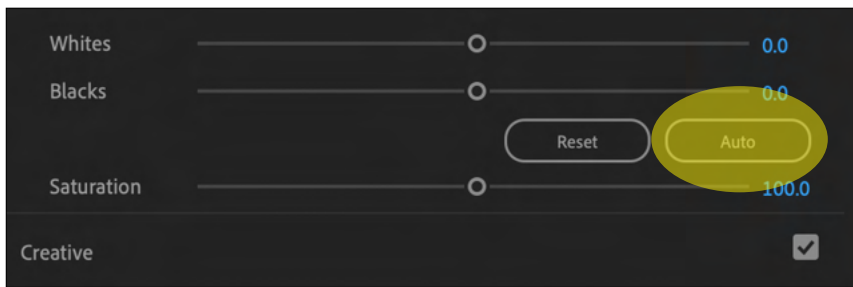 Whites 0.0
Blacks 0.0
Reset Auto
Saturation 100.0
Creative